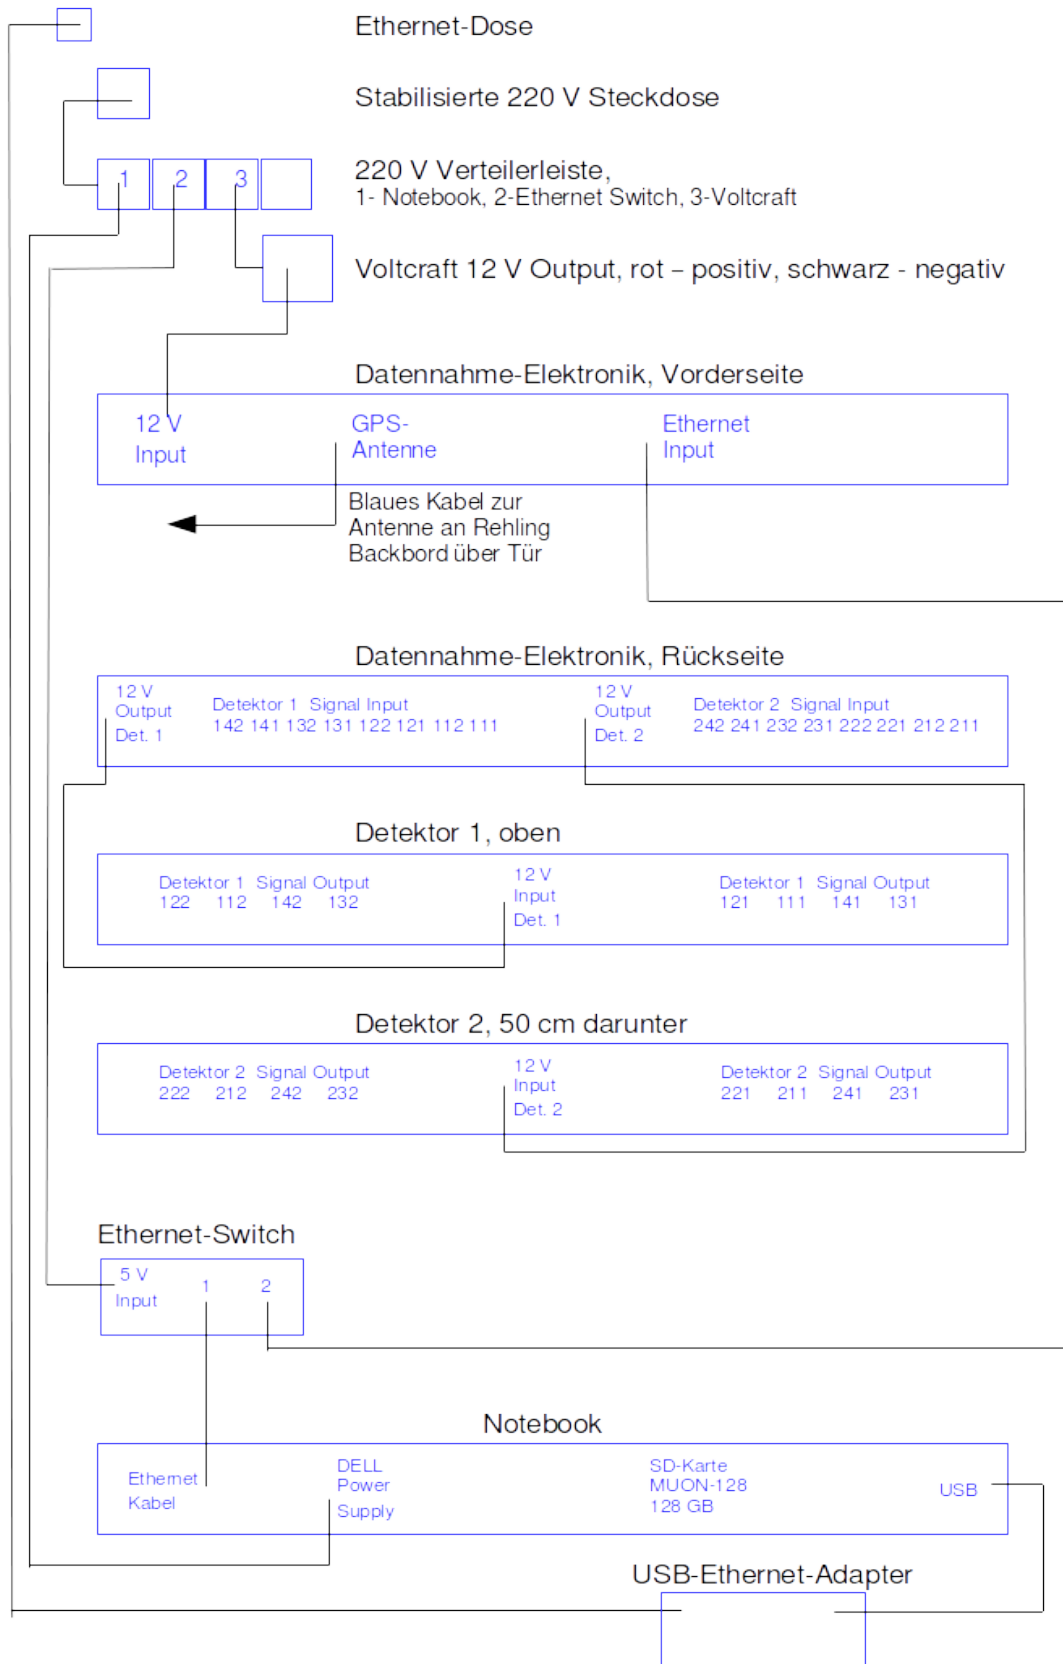 Ethernet-Dose
Stabilisierte 220 V Steckdose
1 2 3
220 V Verteilerleiste,
1- Notebook, 2-Ethernet Switch, 3-Voltcraft
Voltcraft 12 V Output, rot – positiv, schwarz - negativ
Datennahme-Elektronik, Vorderseite
12 V
Input
GPS-
Antenne
Ethernet
Input
Blaues Kabel zur
Antenne an Rehling
Backbord über Tür
Datennahme-Elektronik, Rückseite
12 V
Output
Det. 1
Detektor 1 Signal Input
142 141 132 131 122 121 112 111
12 V
Output
Det. 2
Detektor 2 Signal Input
242 241 232 231 222 221 212 211
Detektor 1, oben
Detektor 1 Signal Output
122 112 142 132
12 V
Input
Det. 1
Detektor 1 Signal Output
121 111 141 131
Detektor 2, 50 cm darunter
Detektor 2 Signal Output
222 212 242 232
12 V
Input
Det. 2
Detektor 2 Signal Output
221 211 241 231
Ethernet-Switch
5 V
Input
1
2
Notebook
Ethernet
Kabel
DELL
Power
Supply
SD-Karte
MUON-128
128 GB
USB
USB-Ethernet-Adapter